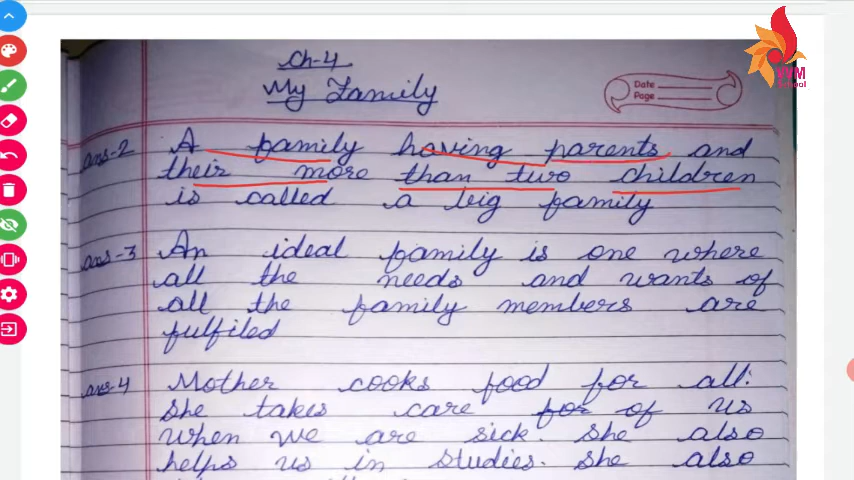 VVM
School
Ch-4
My Family
Date
Page
ans-2 A family having parents and
their more than two children
is called a big family
ans-3 An ideal family is one where
all the needs and wants of
all the family members are
fulfiled
ans-4 Mother cooks food for all.
She takes care for of us
when we are sick. She also
helps us in studies. She also